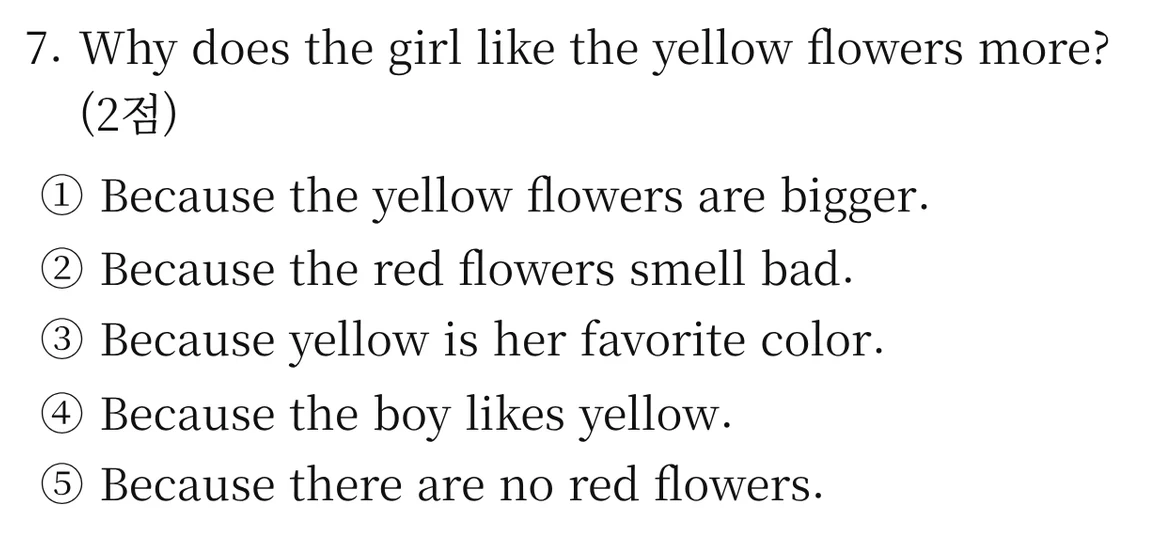 7. Why does the girl like the yellow flowers more?
(2점)
① Because the yellow flowers are bigger.
② Because the red flowers smell bad.
③ Because yellow is her favorite color.
④ Because the boy likes yellow.
⑤ Because there are no red flowers.